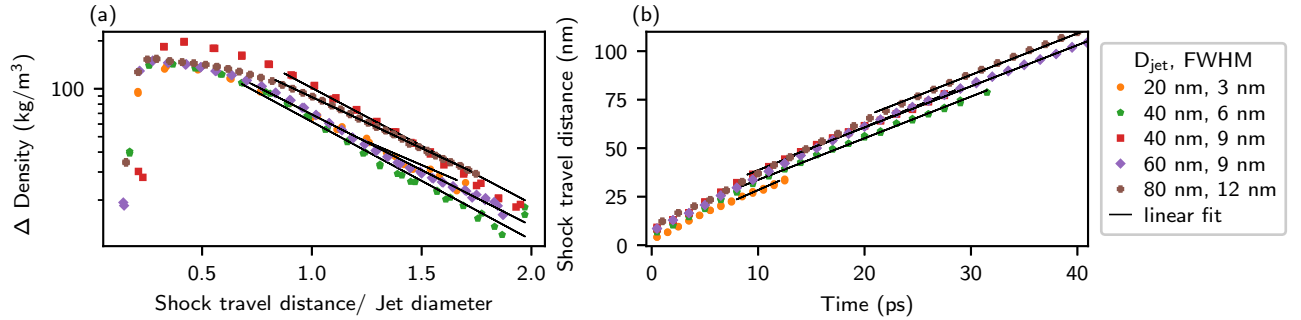 (a)
Δ Density (kg/m³)
100
0.5 1.0 1.5 2.0
Shock travel distance/ Jet diameter
(b)
Shock travel distance (nm)
100
75
50
25
0
0 10 20 30 40
Time (ps)
D_jet, FWHM
20 nm, 3 nm
40 nm, 6 nm
40 nm, 9 nm
60 nm, 9 nm
80 nm, 12 nm
linear fit